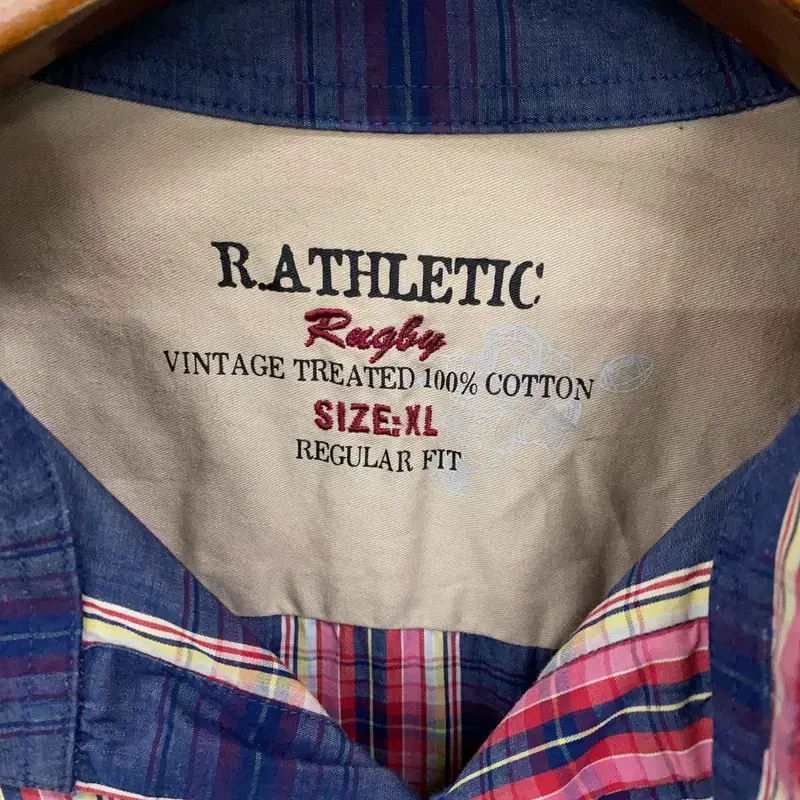 R.ATHLETIC
Rugby
VINTAGE TREATED 100% COTTON
SIZE:XL
REGULAR FIT